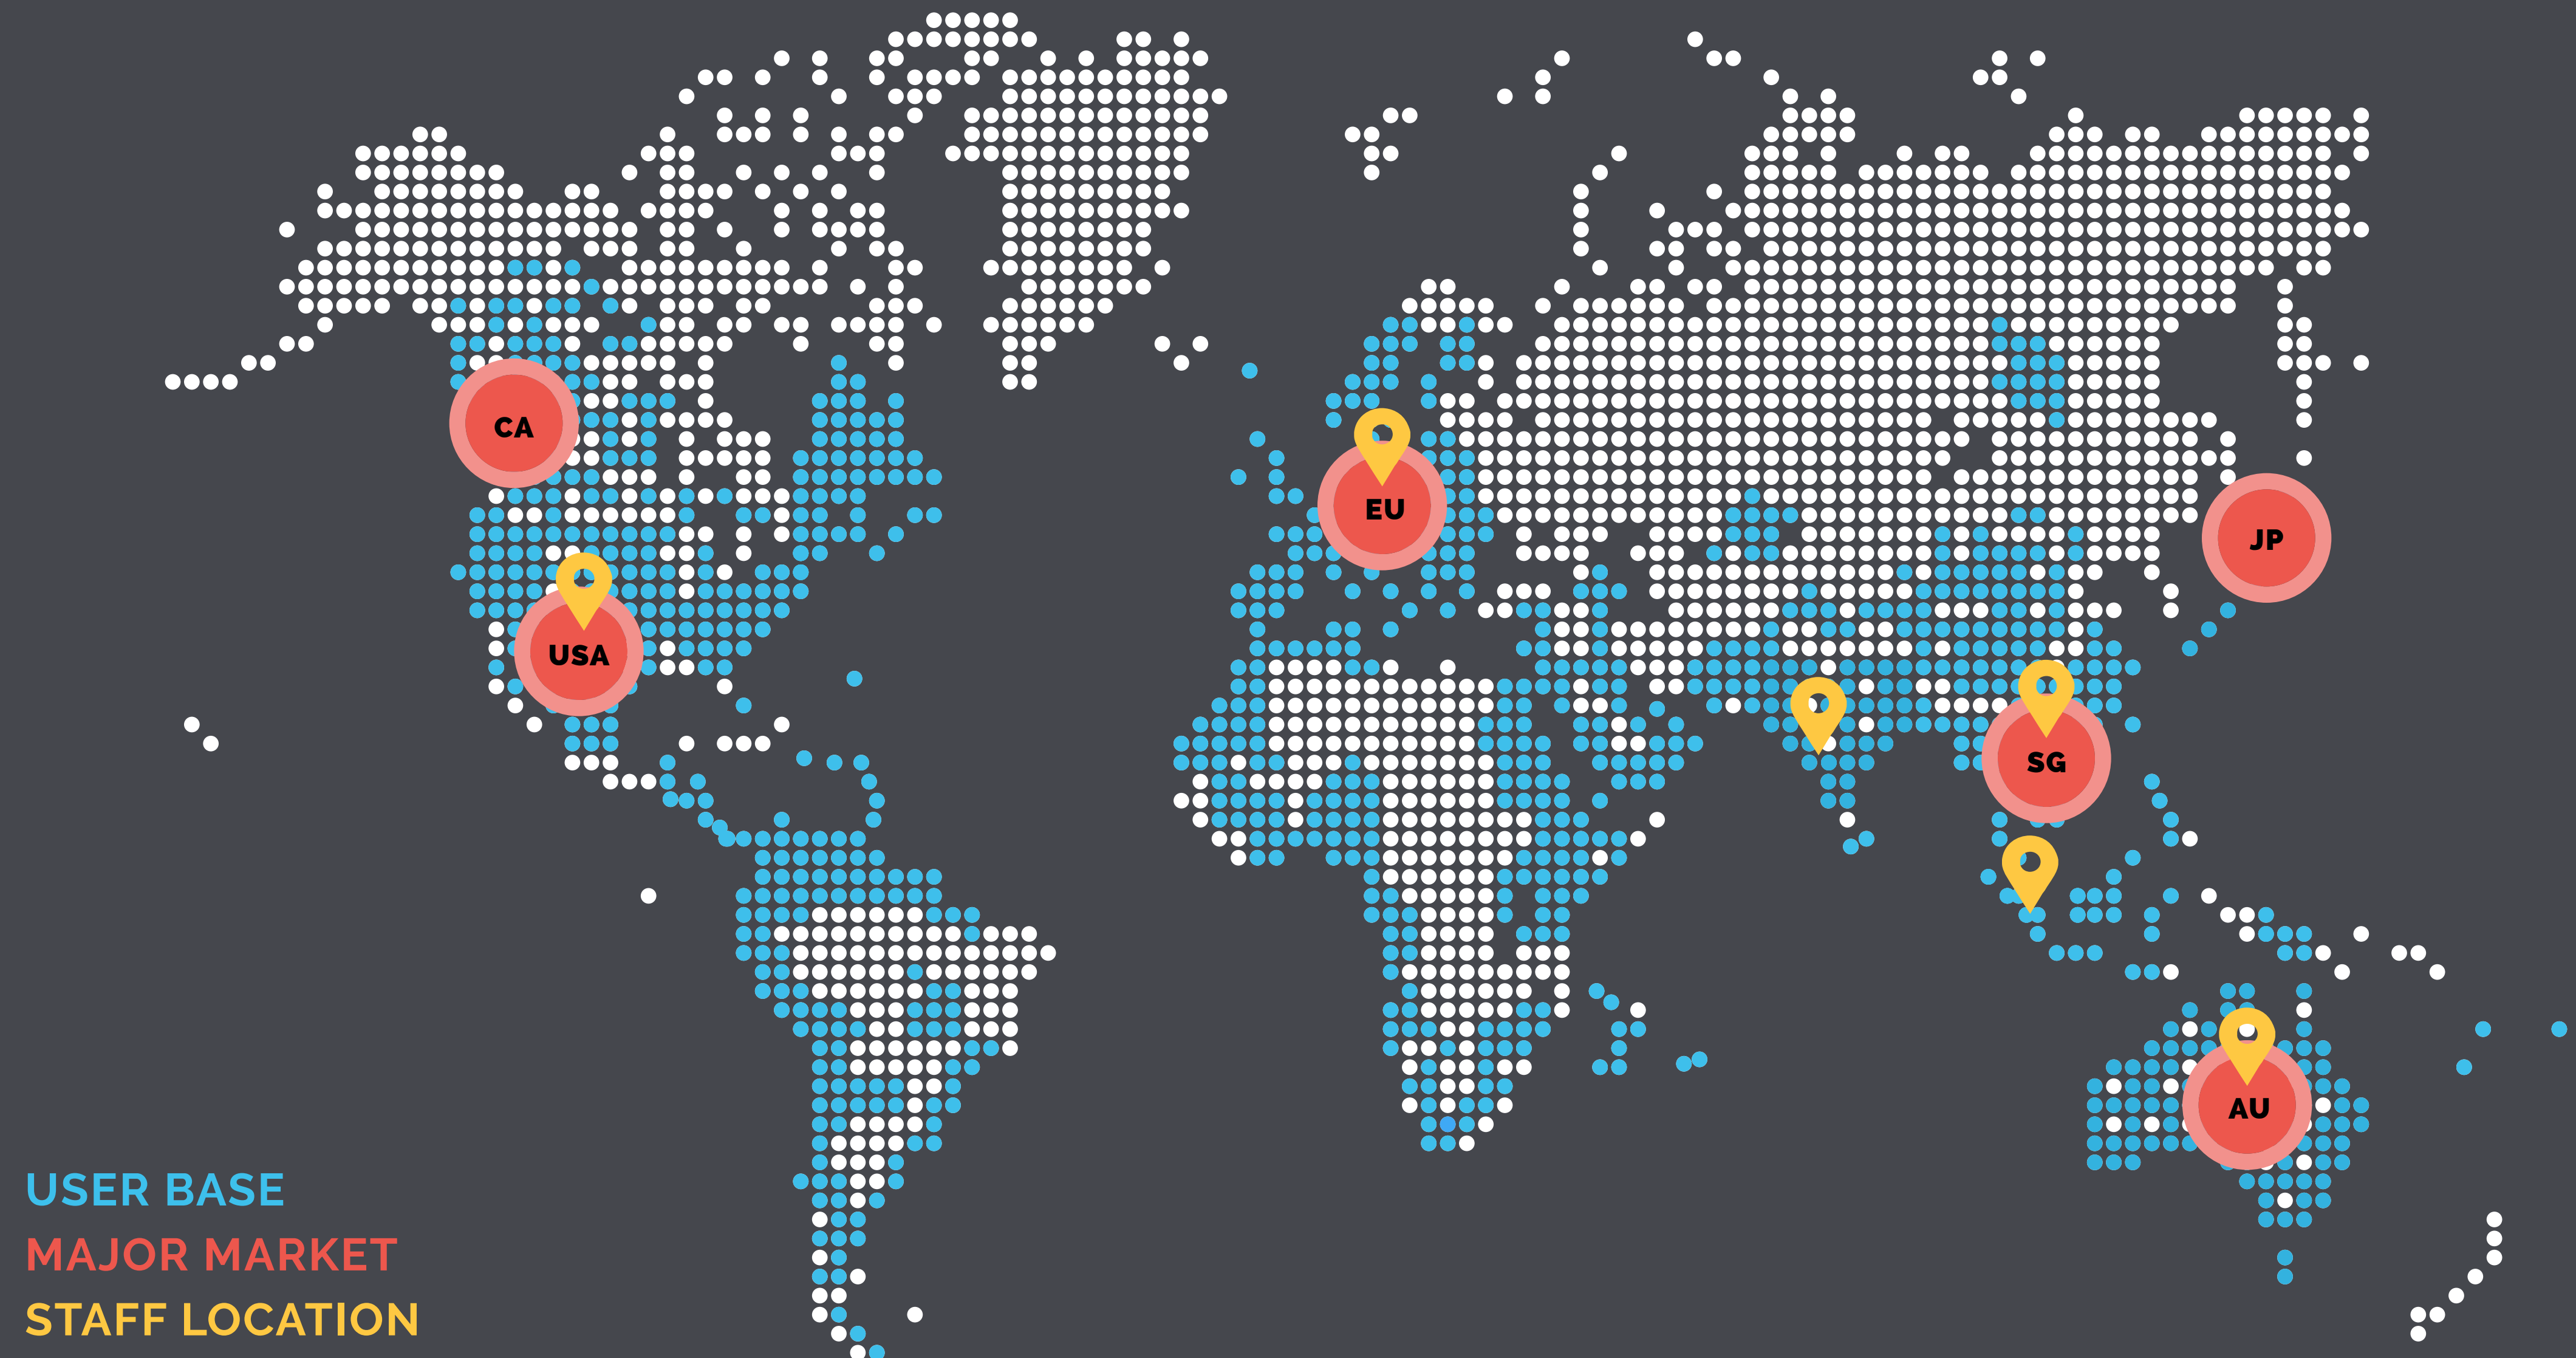 CA
EU
JP
USA
SG
AU
USER BASE
MAJOR MARKET
STAFF LOCATION